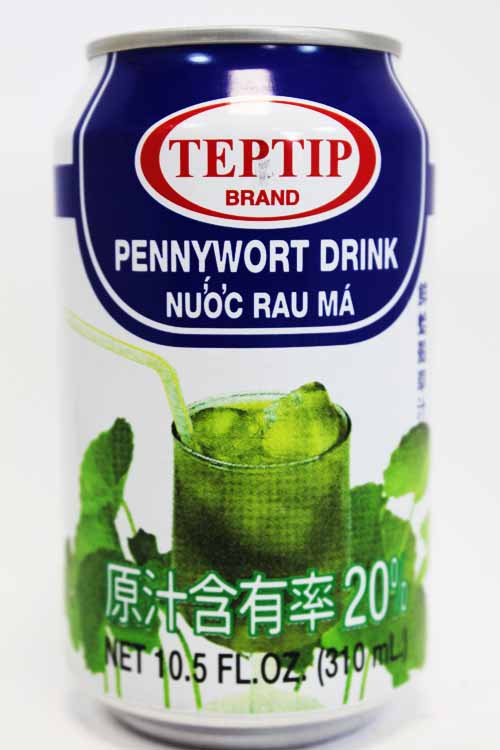 TEPTIP
BRAND
PENNYWORT DRINK
NƯỚC RAU MÁ
原汁含有率20%
NET 10.5 FL.OZ. (310 mL.)